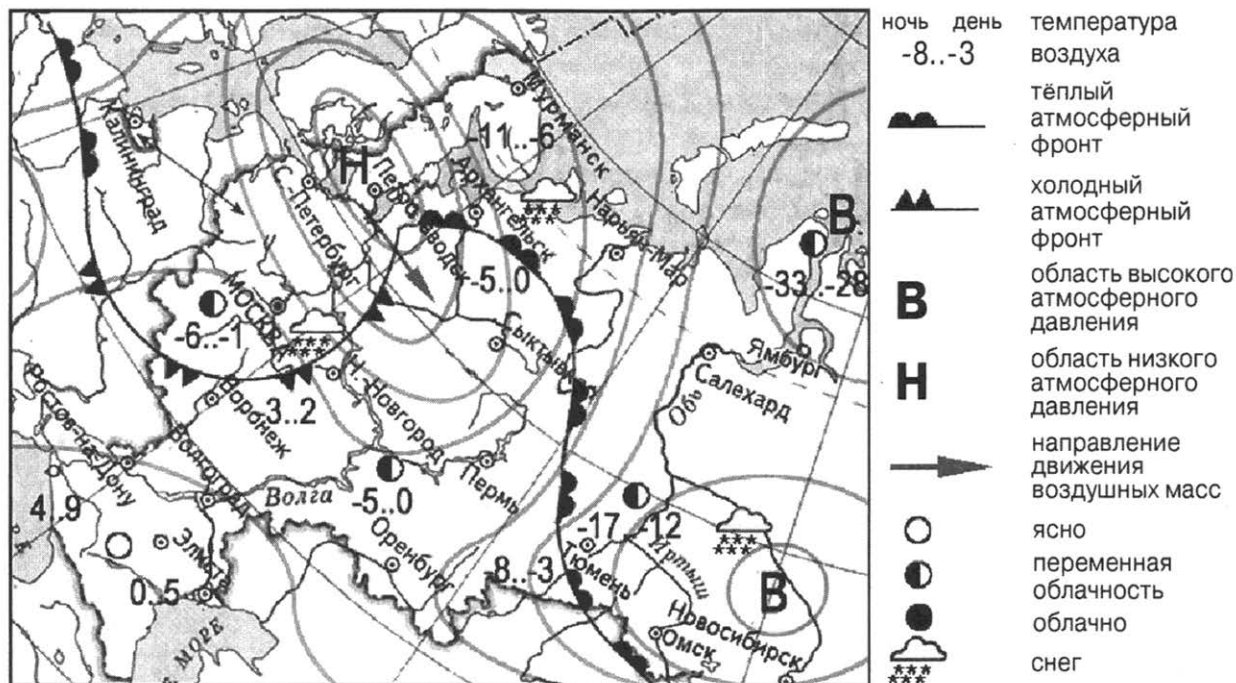 Калининград
Мурманск
-11..-6
Н
С.-Петербург
Петрозаводск
Архангельск
Нарьян-Мар
В
-33..-28
-5..0
МОСКВА
-6..-1
Сыктывкар
Ямбург
Салехард
Обь
Н.-Новгород
Воронеж
3..2
Ростов-на-Дону
Волгоград
Волга
Пермь
-5..0
Оренбург
4..9
Элиста
0..5
МОРЕ
-17..-12
Тюмень
Иртыш
-8..-3
В
Новосибирск
Омск
ночь день температура
-8..-3 воздуха
тёплый
атмосферный
фронт
холодный
атмосферный
фронт
В
область высокого
атмосферного
давления
Н
область низкого
атмосферного
давления
направление
движения
воздушных масс
ясно
переменная
облачность
облачно
снег